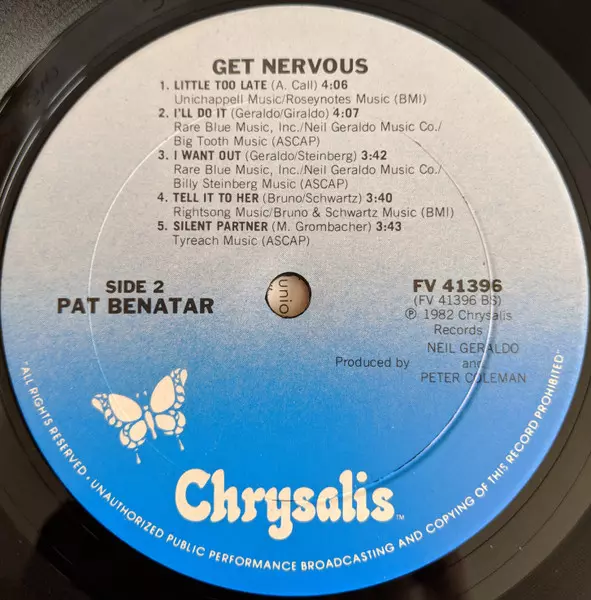 GET NERVOUS
1. LITTLE TOO LATE (A. Call) 4:06
Unichappell Music/Roseynotes Music (BMI)
2. I'LL DO IT (Geraldo/Giraldo) 4:07
Rare Blue Music, Inc./Neil Geraldo Music Co./
Big Tooth Music (ASCAP)
3. I WANT OUT (Geraldo/Steinberg) 3:42
Rare Blue Music, Inc./Neil Geraldo Music Co./
Billy Steinberg Music (ASCAP)
4. TELL IT TO HER (Bruno/Schwartz) 3:40
Rightsong Music/Bruno & Schwartz Music (BMI)
5. SILENT PARTNER (M. Grombacher) 3:43
Tyreach Music (ASCAP)
SIDE 2
PAT BENATAR
unio
FV 41396
(FV 41396 BS)
℗ 1982 Chrysalis
Records
NEIL GERALDO
Produced by and
PETER COLEMAN
Chrysalis™
• ALL RIGHTS RESERVED. • UNAUTHORIZED PUBLIC PERFORMANCE BROADCASTING AND COPYING OF THIS RECORD PROHIBITED •